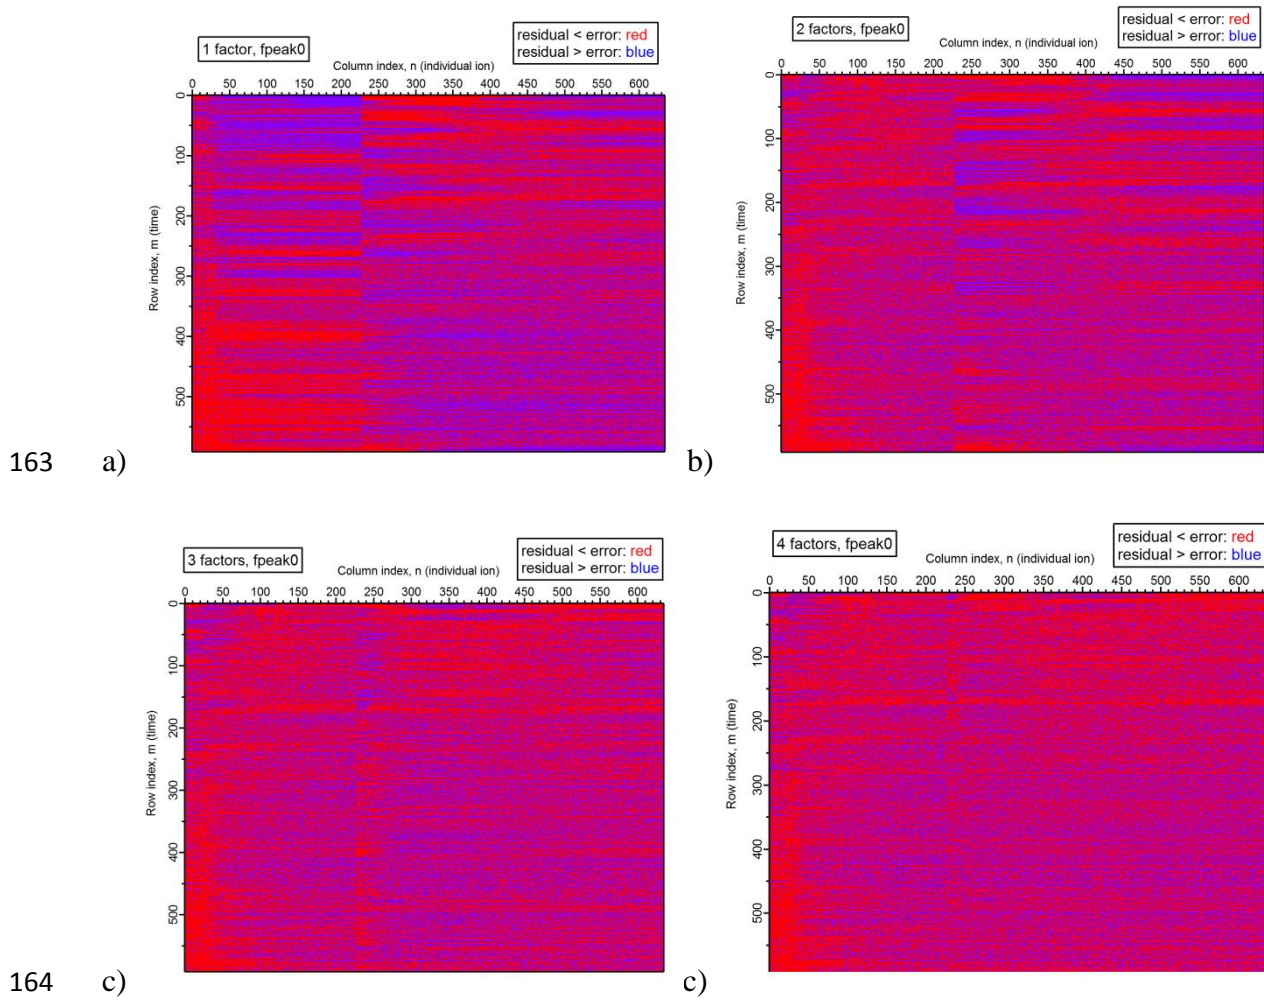 1 factor, fpeak0
residual < error: red
residual > error: blue
Column index, n (individual ion)
0 50 100 150 200 250 300 350 400 450 500 550 600
0
100
200
300
400
500
Row index, m (time)
163 a)
2 factors, fpeak0
residual < error: red
residual > error: blue
Column index, n (individual ion)
0 50 100 150 200 250 300 350 400 450 500 550 600
0
100
200
300
400
500
Row index, m (time)
b)
3 factors, fpeak0
residual < error: red
residual > error: blue
Column index, n (individual ion)
0 50 100 150 200 250 300 350 400 450 500 550 600
0
100
200
300
400
500
Row index, m (time)
164 c)
4 factors, fpeak0
residual < error: red
residual > error: blue
Column index, n (individual ion)
0 50 100 150 200 250 300 350 400 450 500 550 600
0
100
200
300
400
500
Row index, m (time)
c)